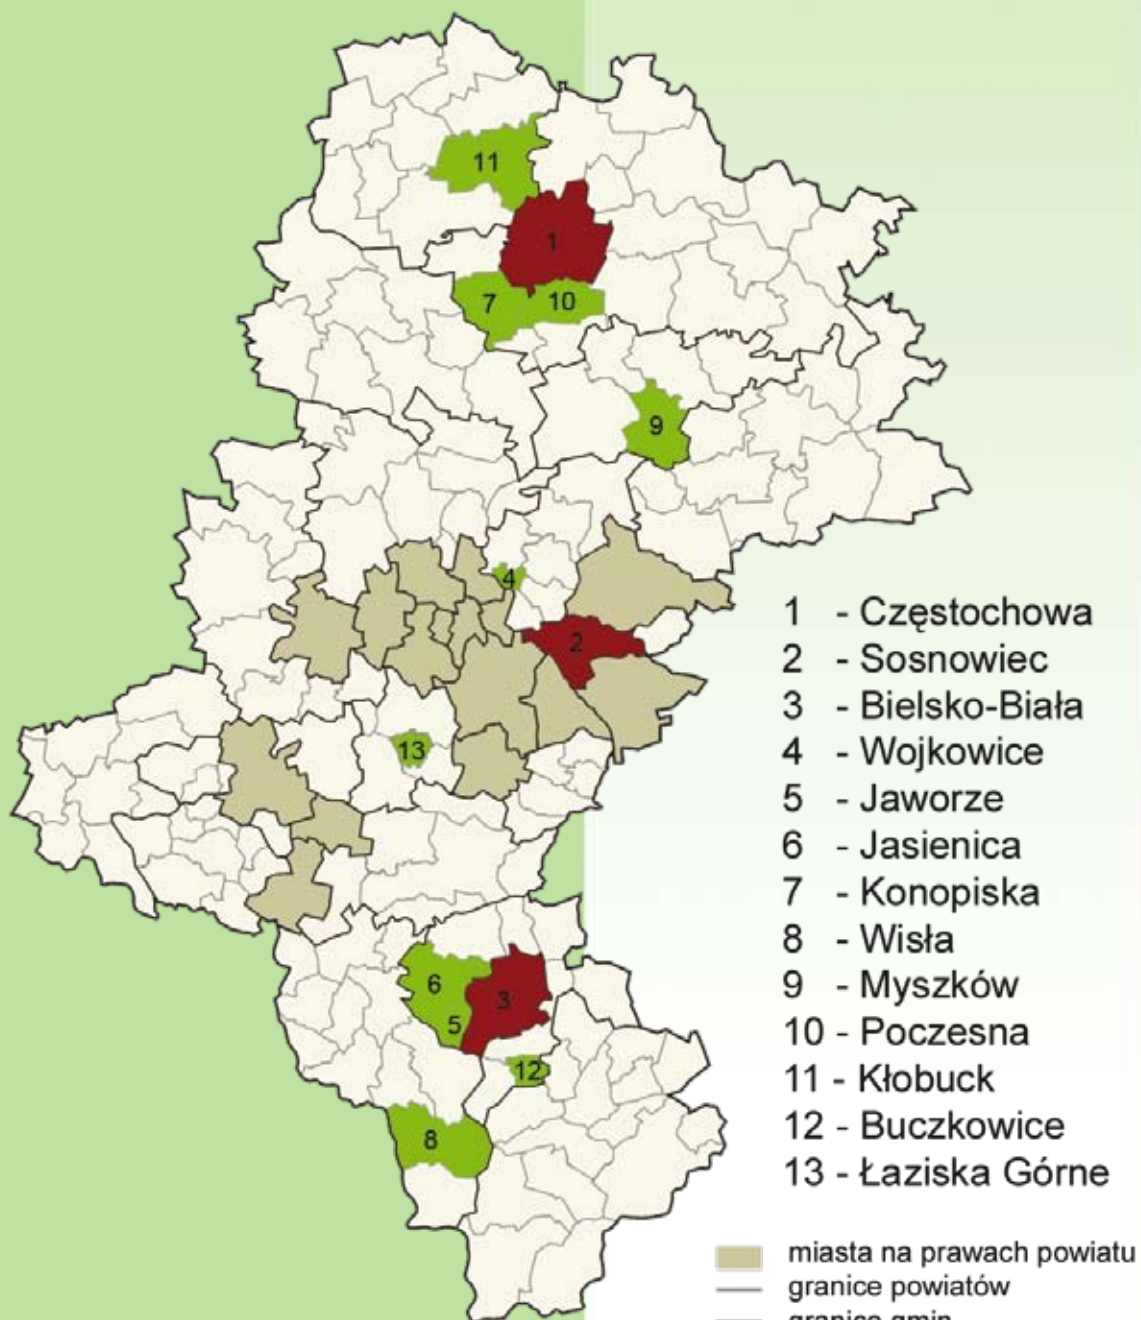 11
1
7
10
9
4
2
13
6
3
5
12
8
1 - Częstochowa
2 - Sosnowiec
3 - Bielsko-Biała
4 - Wojkowice
5 - Jaworze
6 - Jasienica
7 - Konopiska
8 - Wisła
9 - Myszków
10 - Poczesna
11 - Kłobuck
12 - Buczkowice
13 - Łaziska Górne
miasta na prawach powiatu
granice powiatów
granice gmin